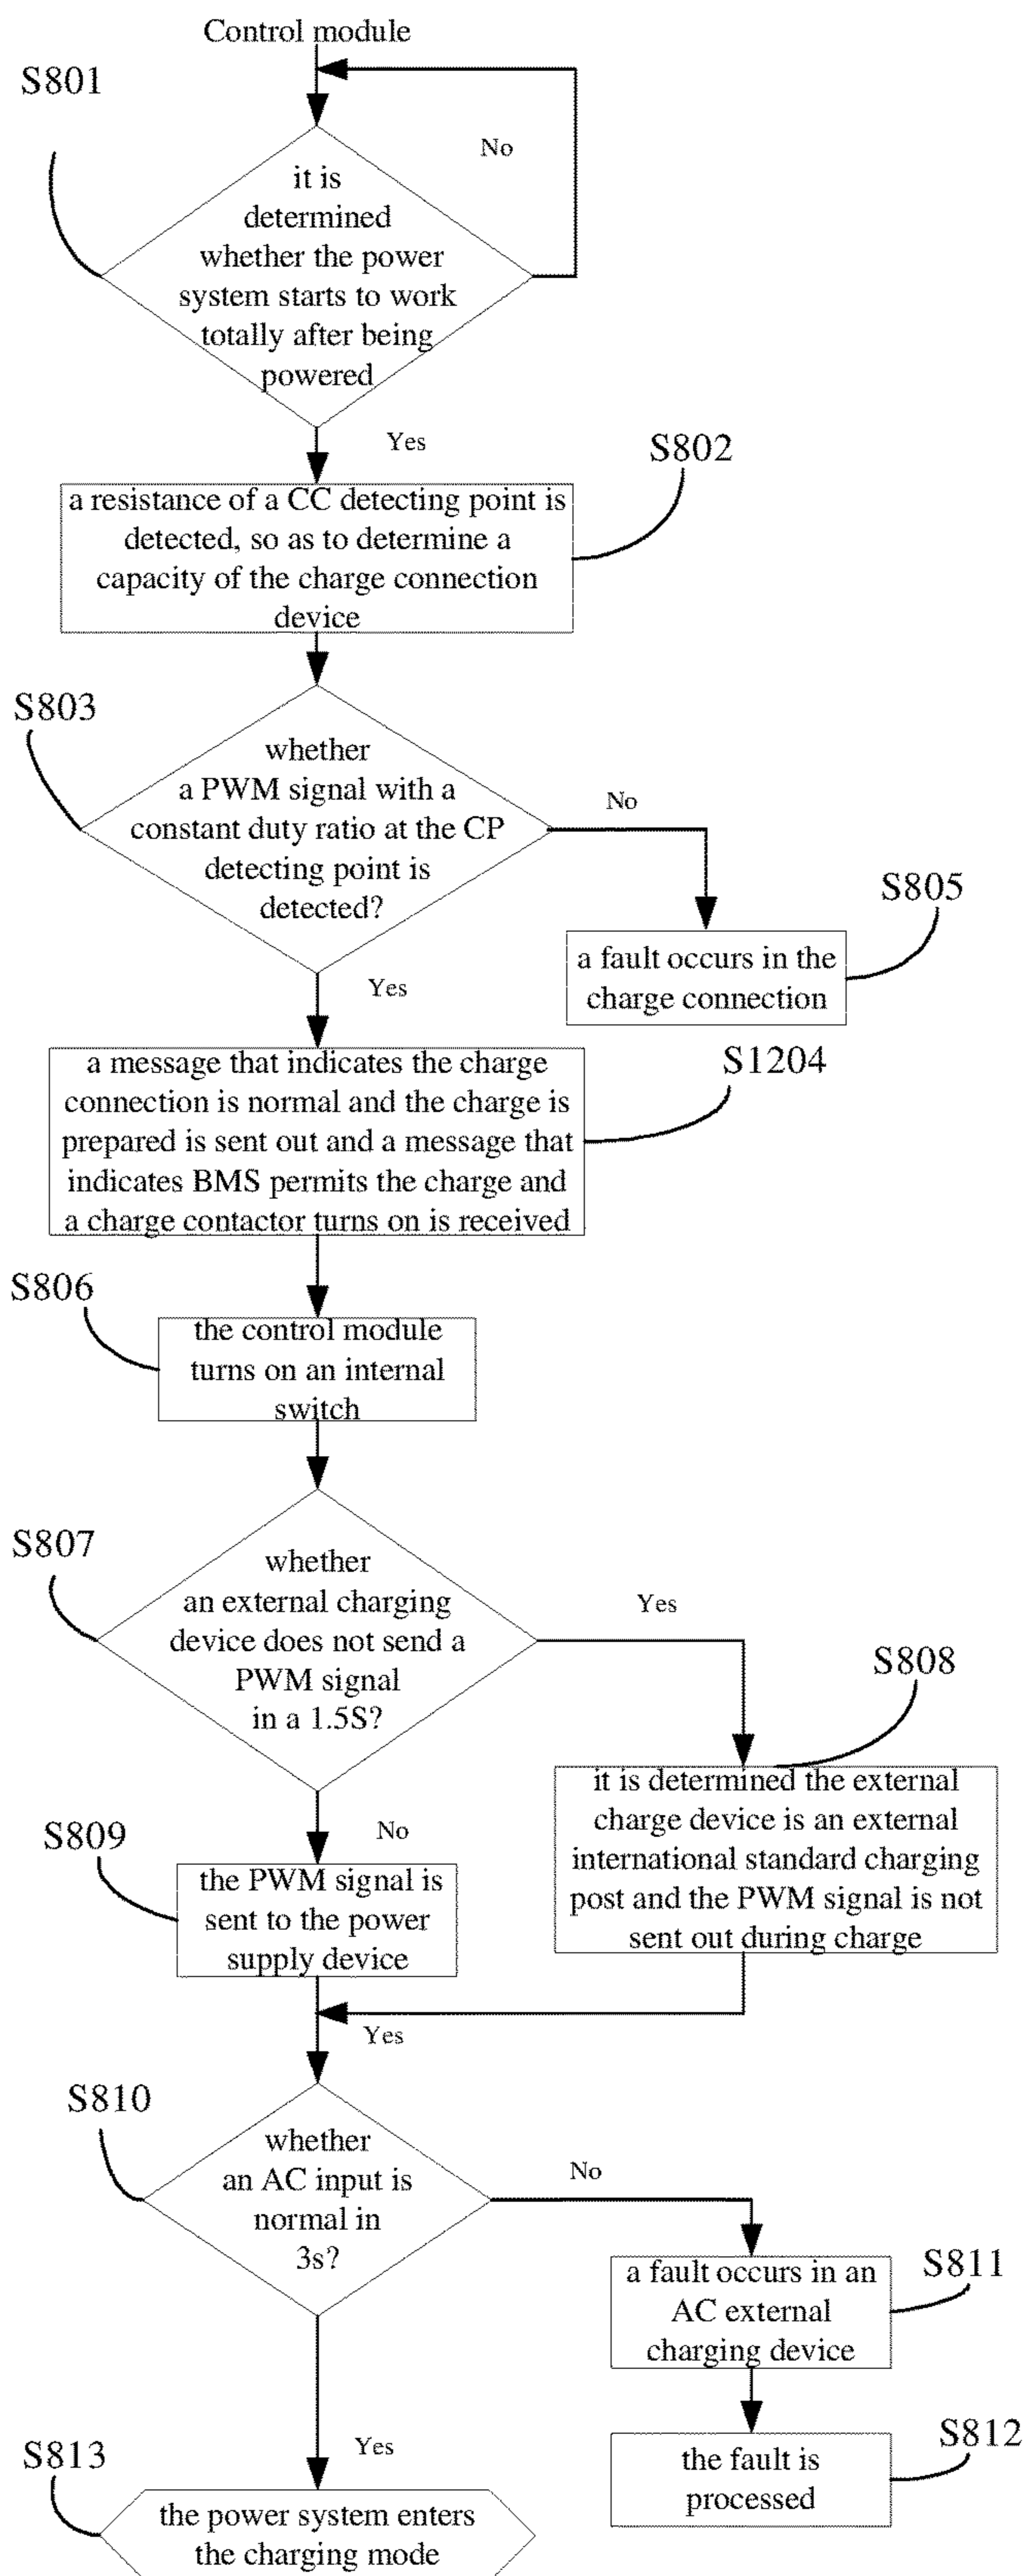 Control module
S801
No
it is
determined
whether the power
system starts to work
totally after being
powered
Yes
S802
a resistance of a CC detecting point is
detected, so as to determine a
capacity of the charge connection
device
S803
whether
a PWM signal with a
constant duty ratio at the CP
detecting point is
detected?
No
S805
a fault occurs in the
charge connection
Yes
S1204
a message that indicates the charge
connection is normal and the charge is
prepared is sent out and a message that
indicates BMS permits the charge and
a charge contactor turns on is received
S806
the control module
turns on an internal
switch
S807
whether
an external charging
device does not send a
PWM signal
in a 1.5S?
Yes
S808
it is determined the external
charge device is an external
international standard charging
post and the PWM signal is not
sent out during charge
No
S809
the PWM signal is
sent to the power
supply device
Yes
S810
whether
an AC input is
normal in
3s?
No
S811
a fault occurs in an
AC external
charging device
S812
the fault is
processed
Yes
S813
the power system enters
the charging mode